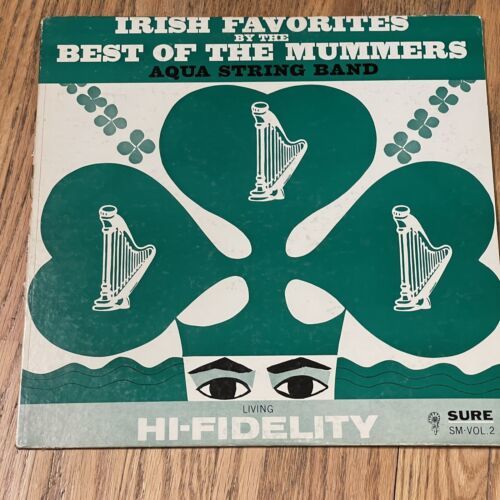 IRISH FAVORITES
BY THE
BEST OF THE MUMMERS
AQUA STRING BAND
LIVING
HI-FIDELITY
SURE
SM-VOL.2